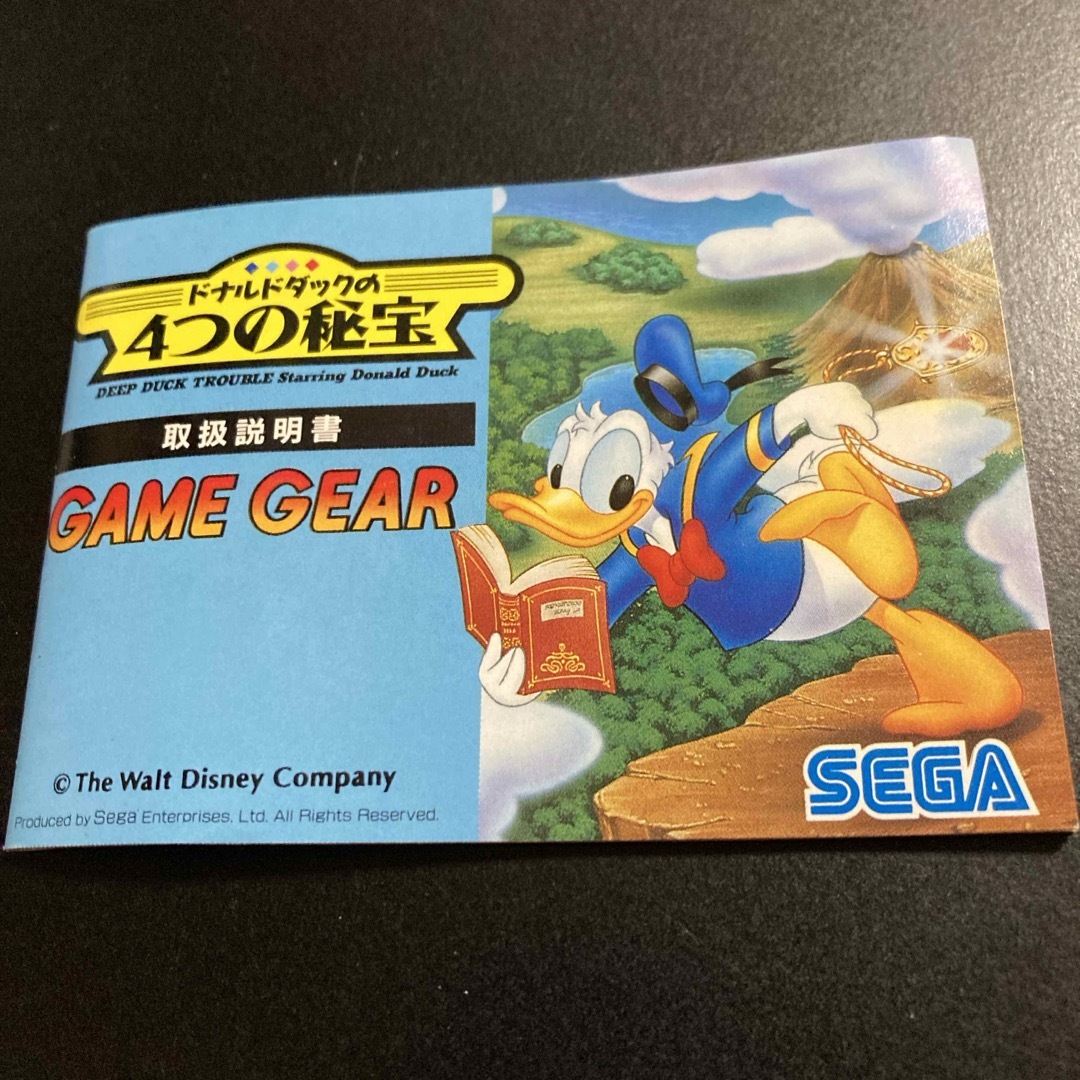 ドナルドダックの
4つの秘宝
DEEP DUCK TROUBLE Starring Donald Duck
取扱説明書
GAME GEAR
© The Walt Disney Company
Produced by Sega Enterprises, Ltd. All Rights Reserved.
SEGA